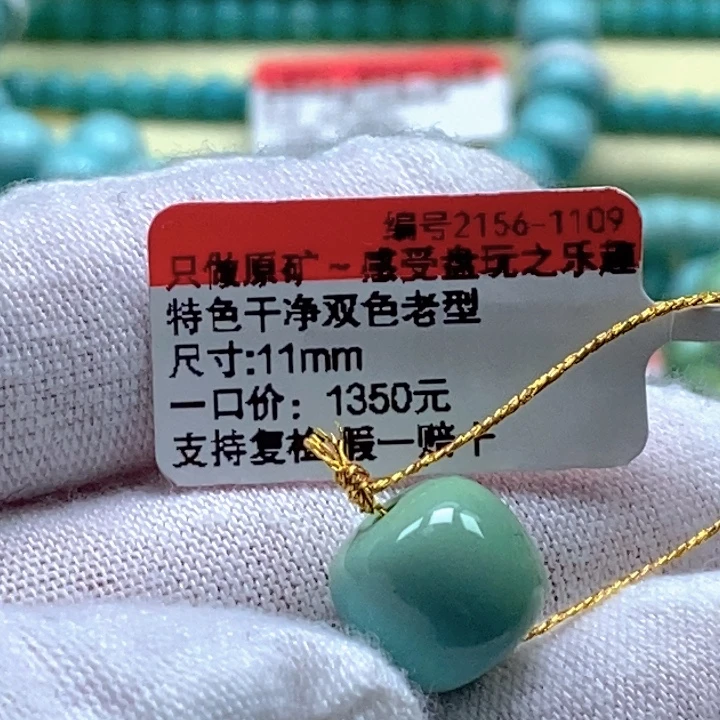 编号2156-1109
只做原矿~感受盘玩之乐趣
特色干净双色老型
尺寸:11mm
一口价：1350元
支持复检 假一赔十